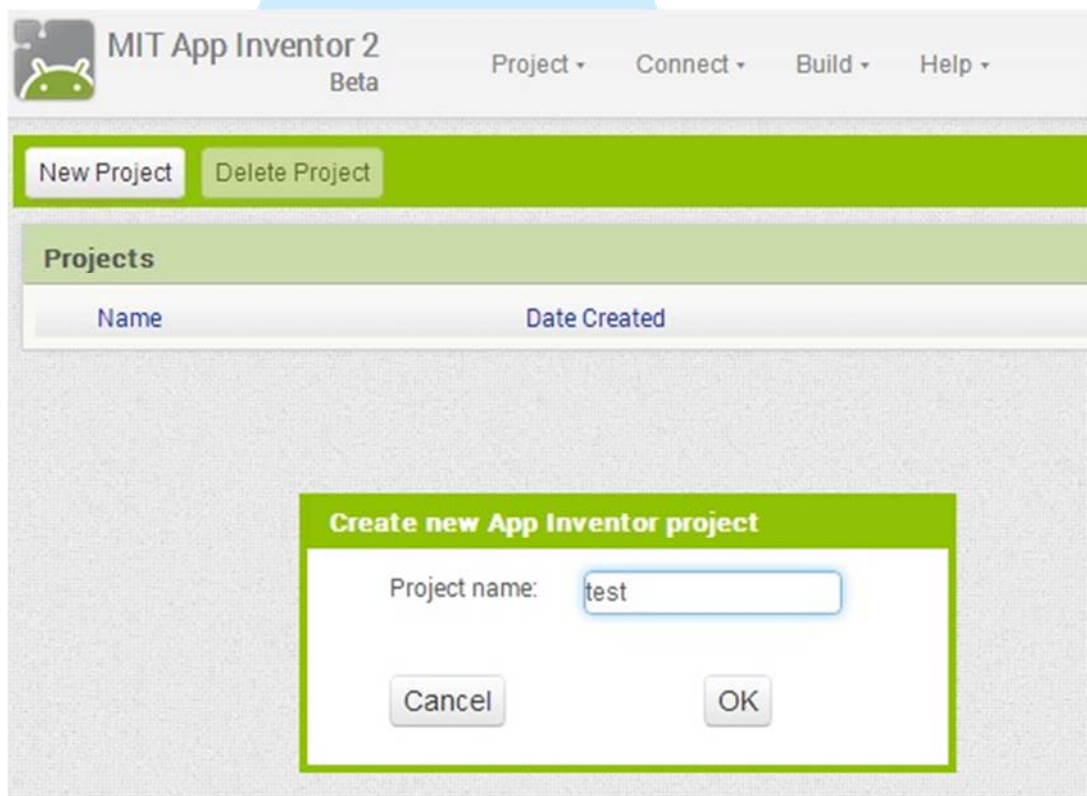 MIT App Inventor 2
Beta
Project Connect Build Help
New Project Delete Project
Projects
Name Date Created
Create new App Inventor project
Project name: test
Cancel OK